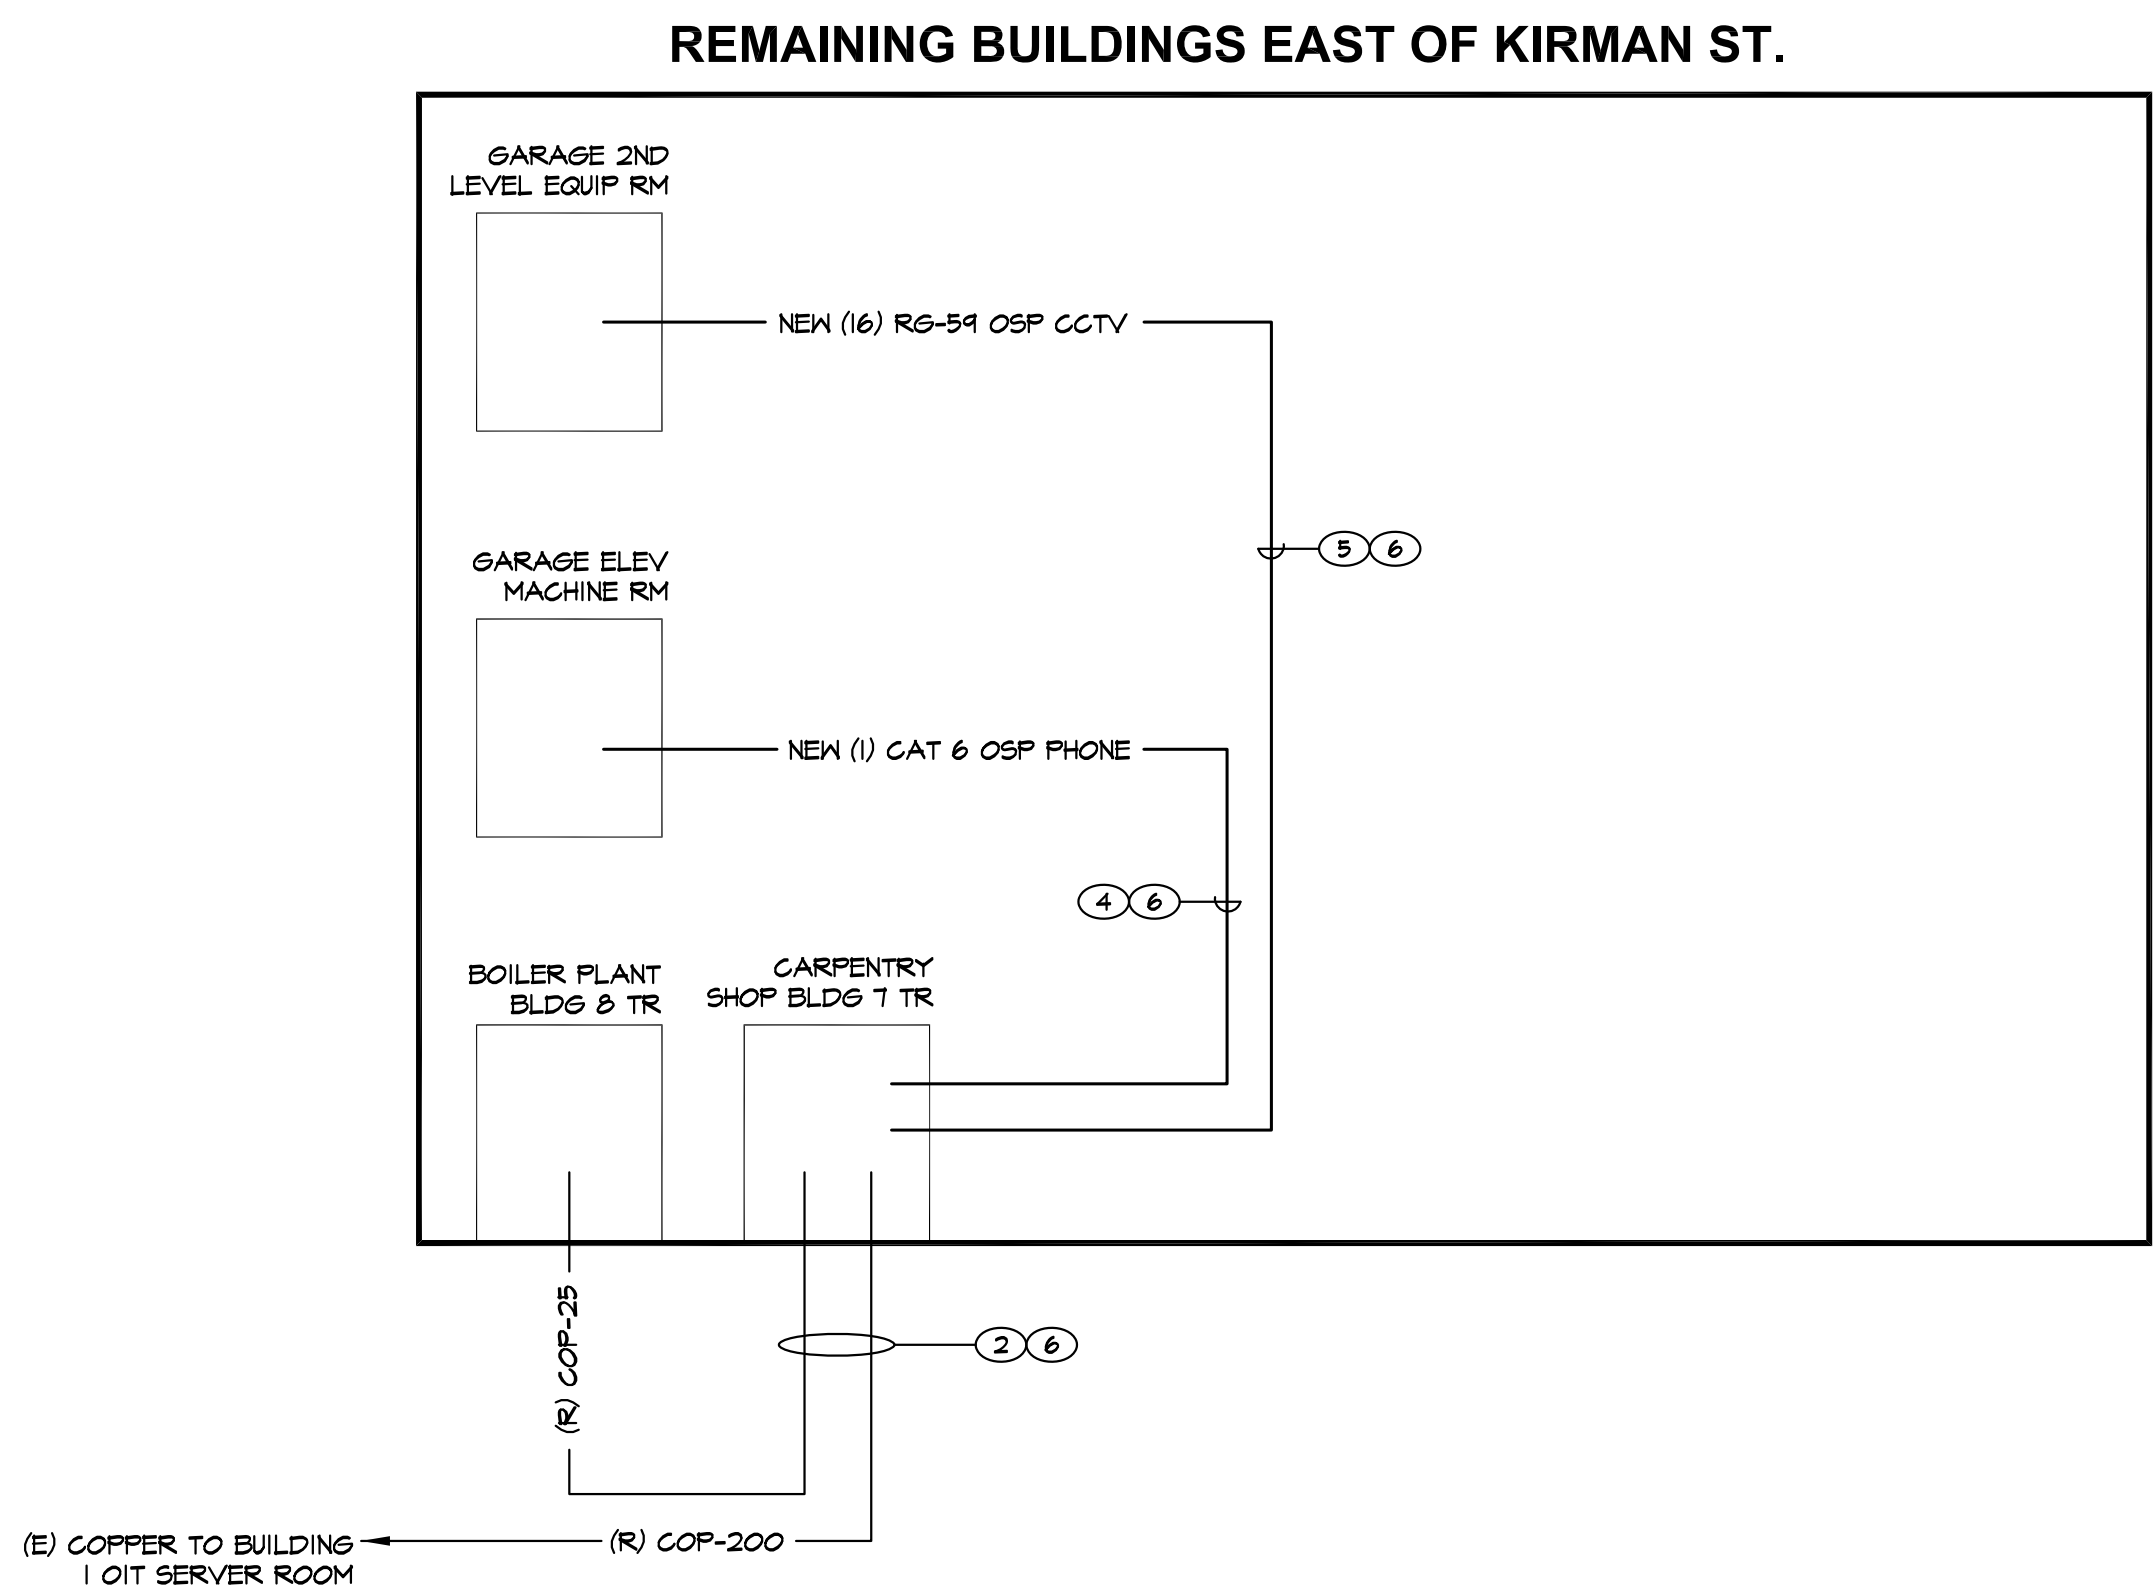 REMAINING BUILDINGS EAST OF KIRMAN ST.
GARAGE 2ND
LEVEL EQUIP RM
NEW (16) RG-59 OSP CCTV
5 6
GARAGE ELEV
MACHINE RM
NEW (1) CAT 6 OSP PHONE
4 6
BOILER PLANT
BLDG 8 TR
CARPENTRY
SHOP BLDG 7 TR
(R) COP-25
2 6
(R) COP-200
(E) COPPER TO BUILDING
1 OIT SERVER ROOM